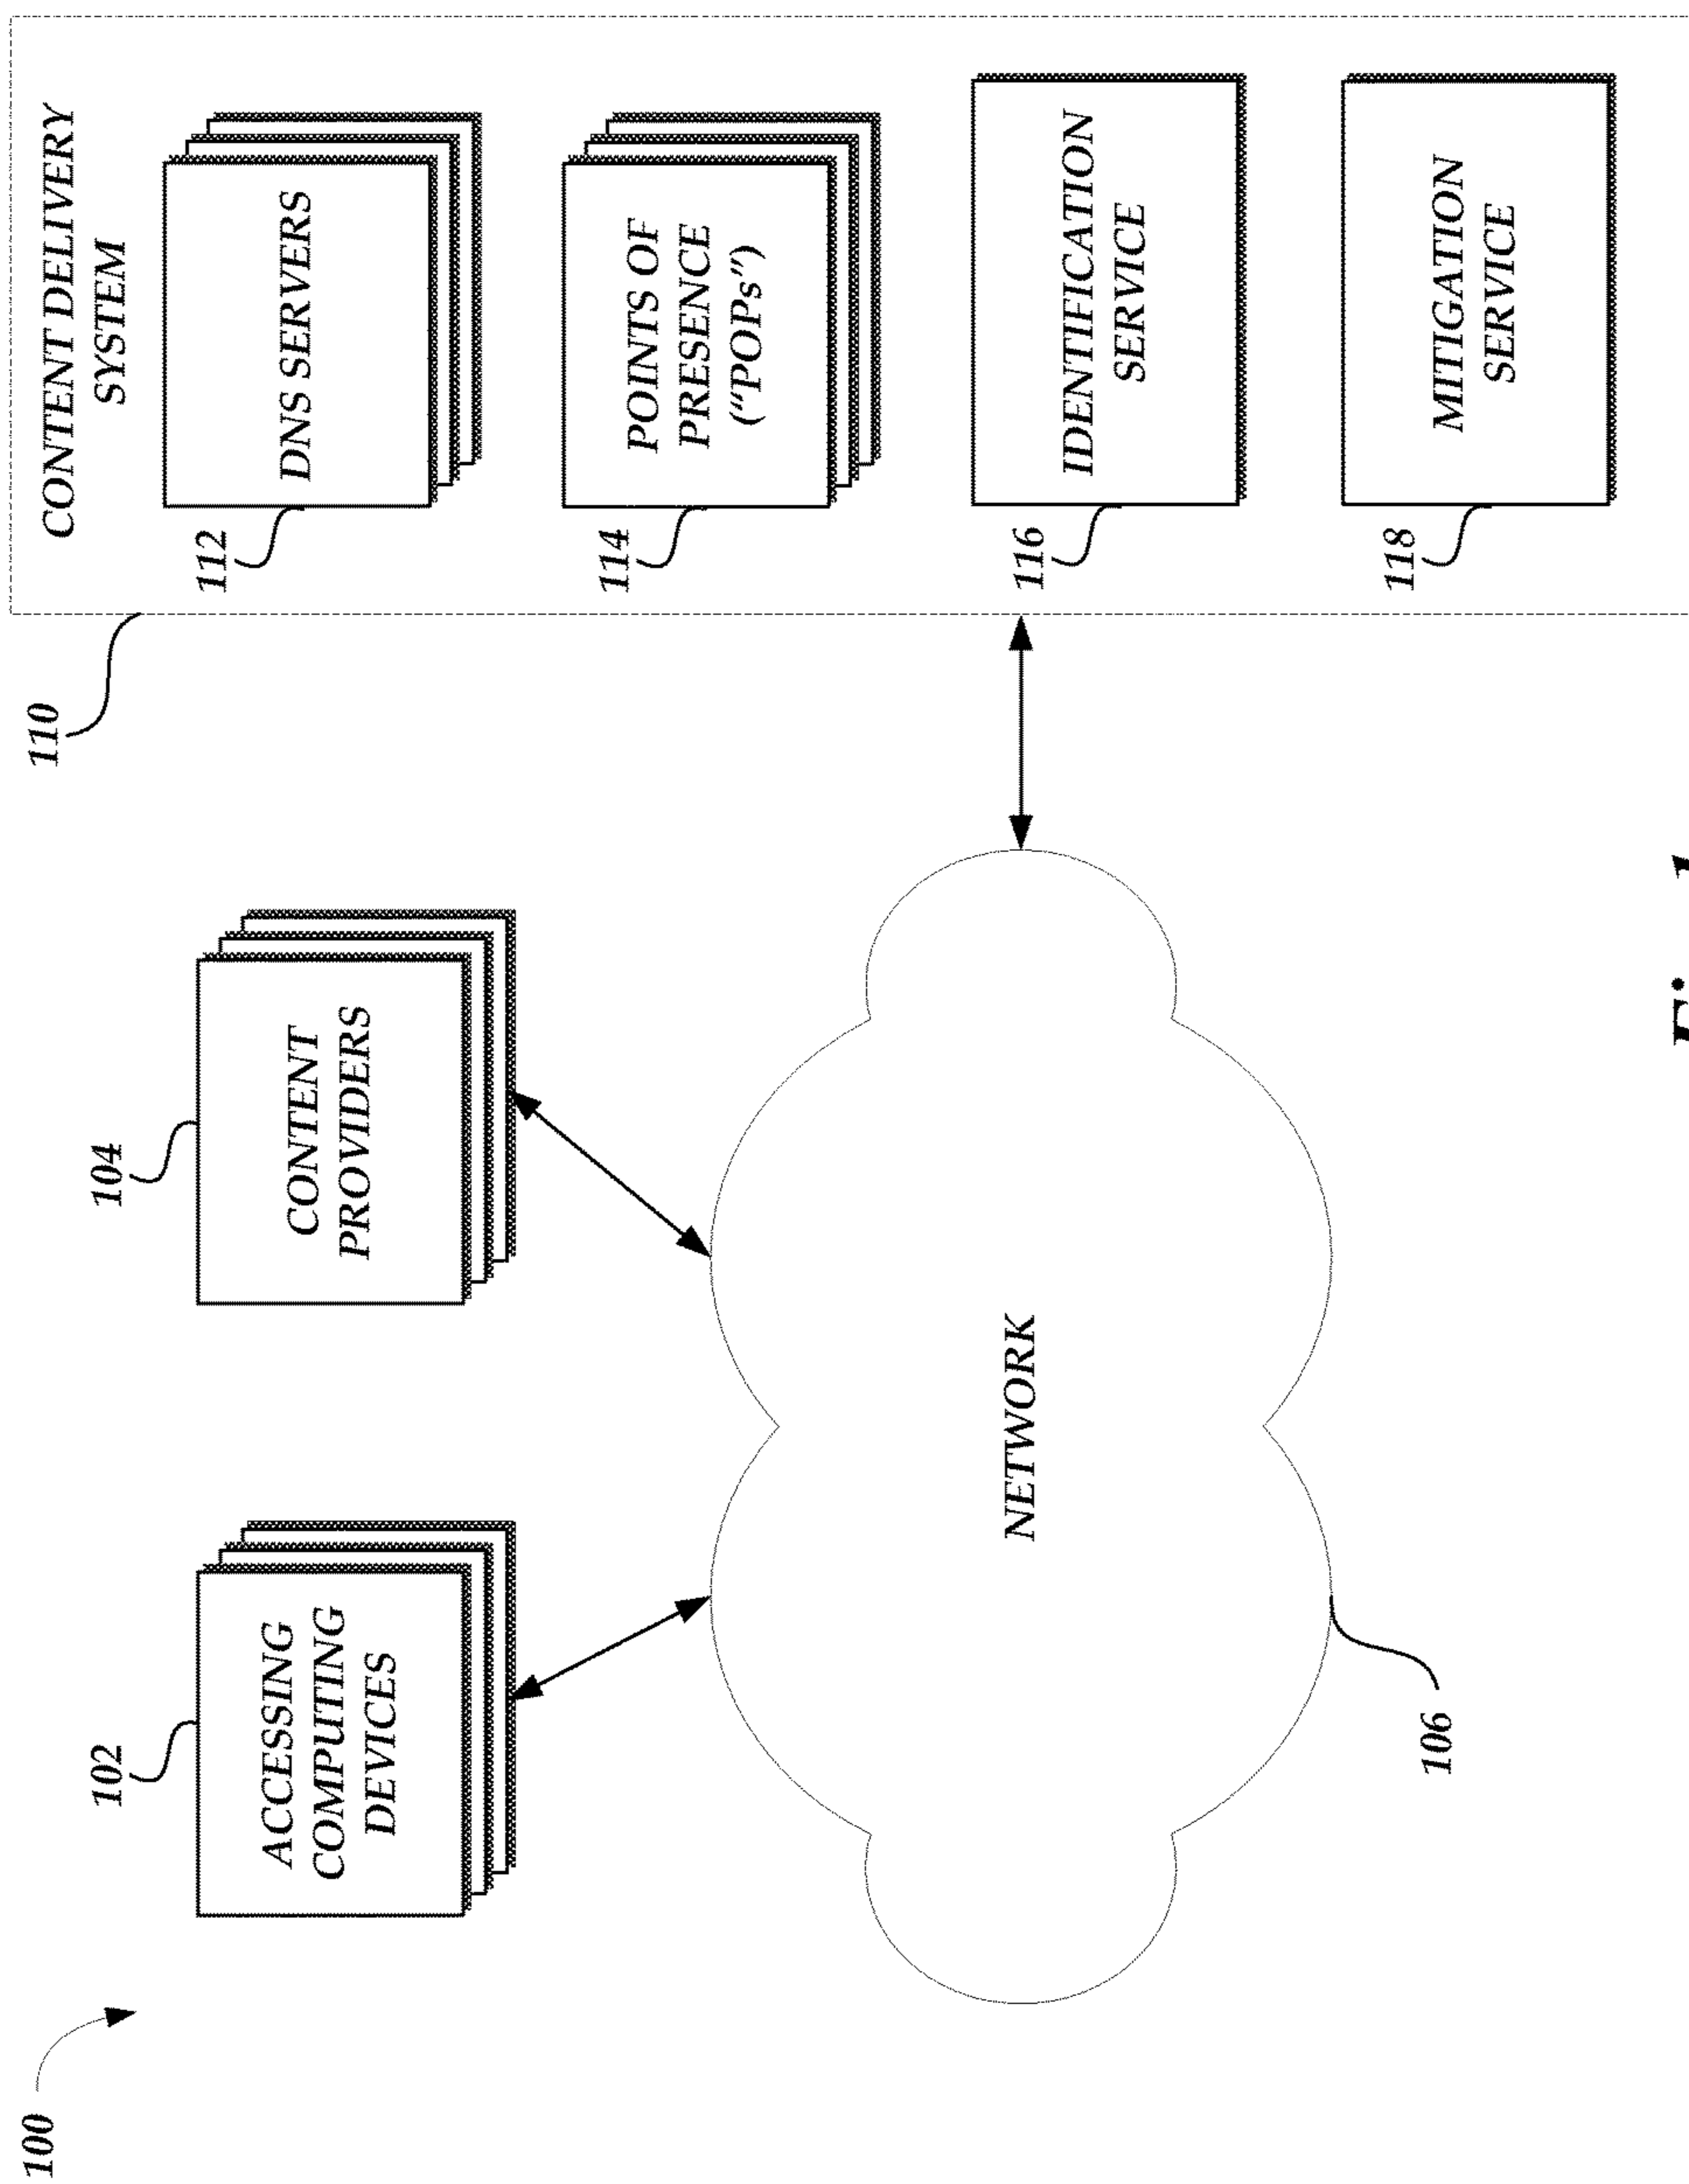 100
102
ACCESSING
COMPUTING
DEVICES
104
CONTENT
PROVIDERS
110
CONTENT DELIVERY
SYSTEM
112
DNS SERVERS
114
POINTS OF
PRESENCE
(“POPs”)
116
IDENTIFICATION
SERVICE
118
MITIGATION
SERVICE
NETWORK
106